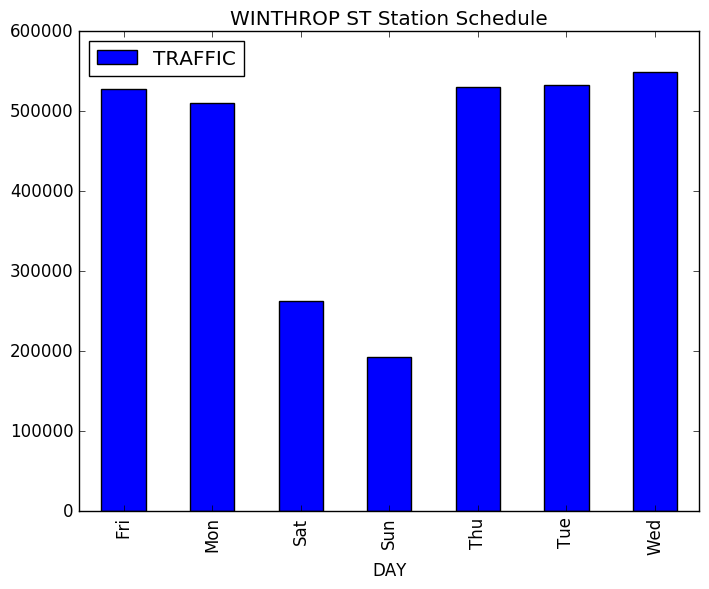 WINTHROP ST Station Schedule
TRAFFIC
600000
500000
400000
300000
200000
100000
0
Fri
Mon
Sat
Sun
Thu
Tue
Wed
DAY